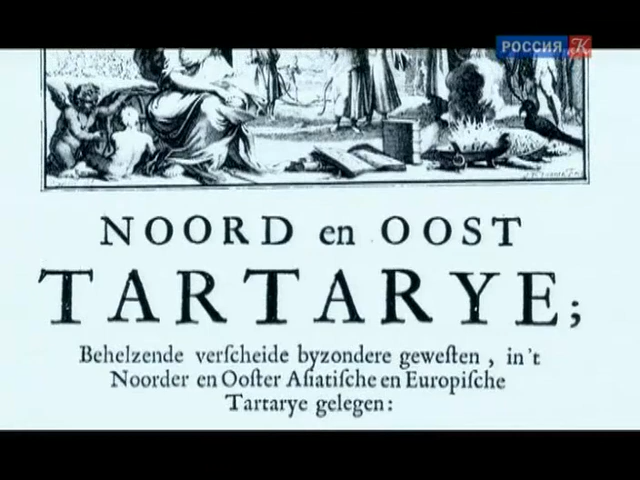 РОССИЯ К
NOORD en OOST
TARTARYE;
Behelzende verſcheide byzondere geweſten, in't
Noorder en Ooſter Aſiatiſche en Europiſche
Tartarye gelegen: